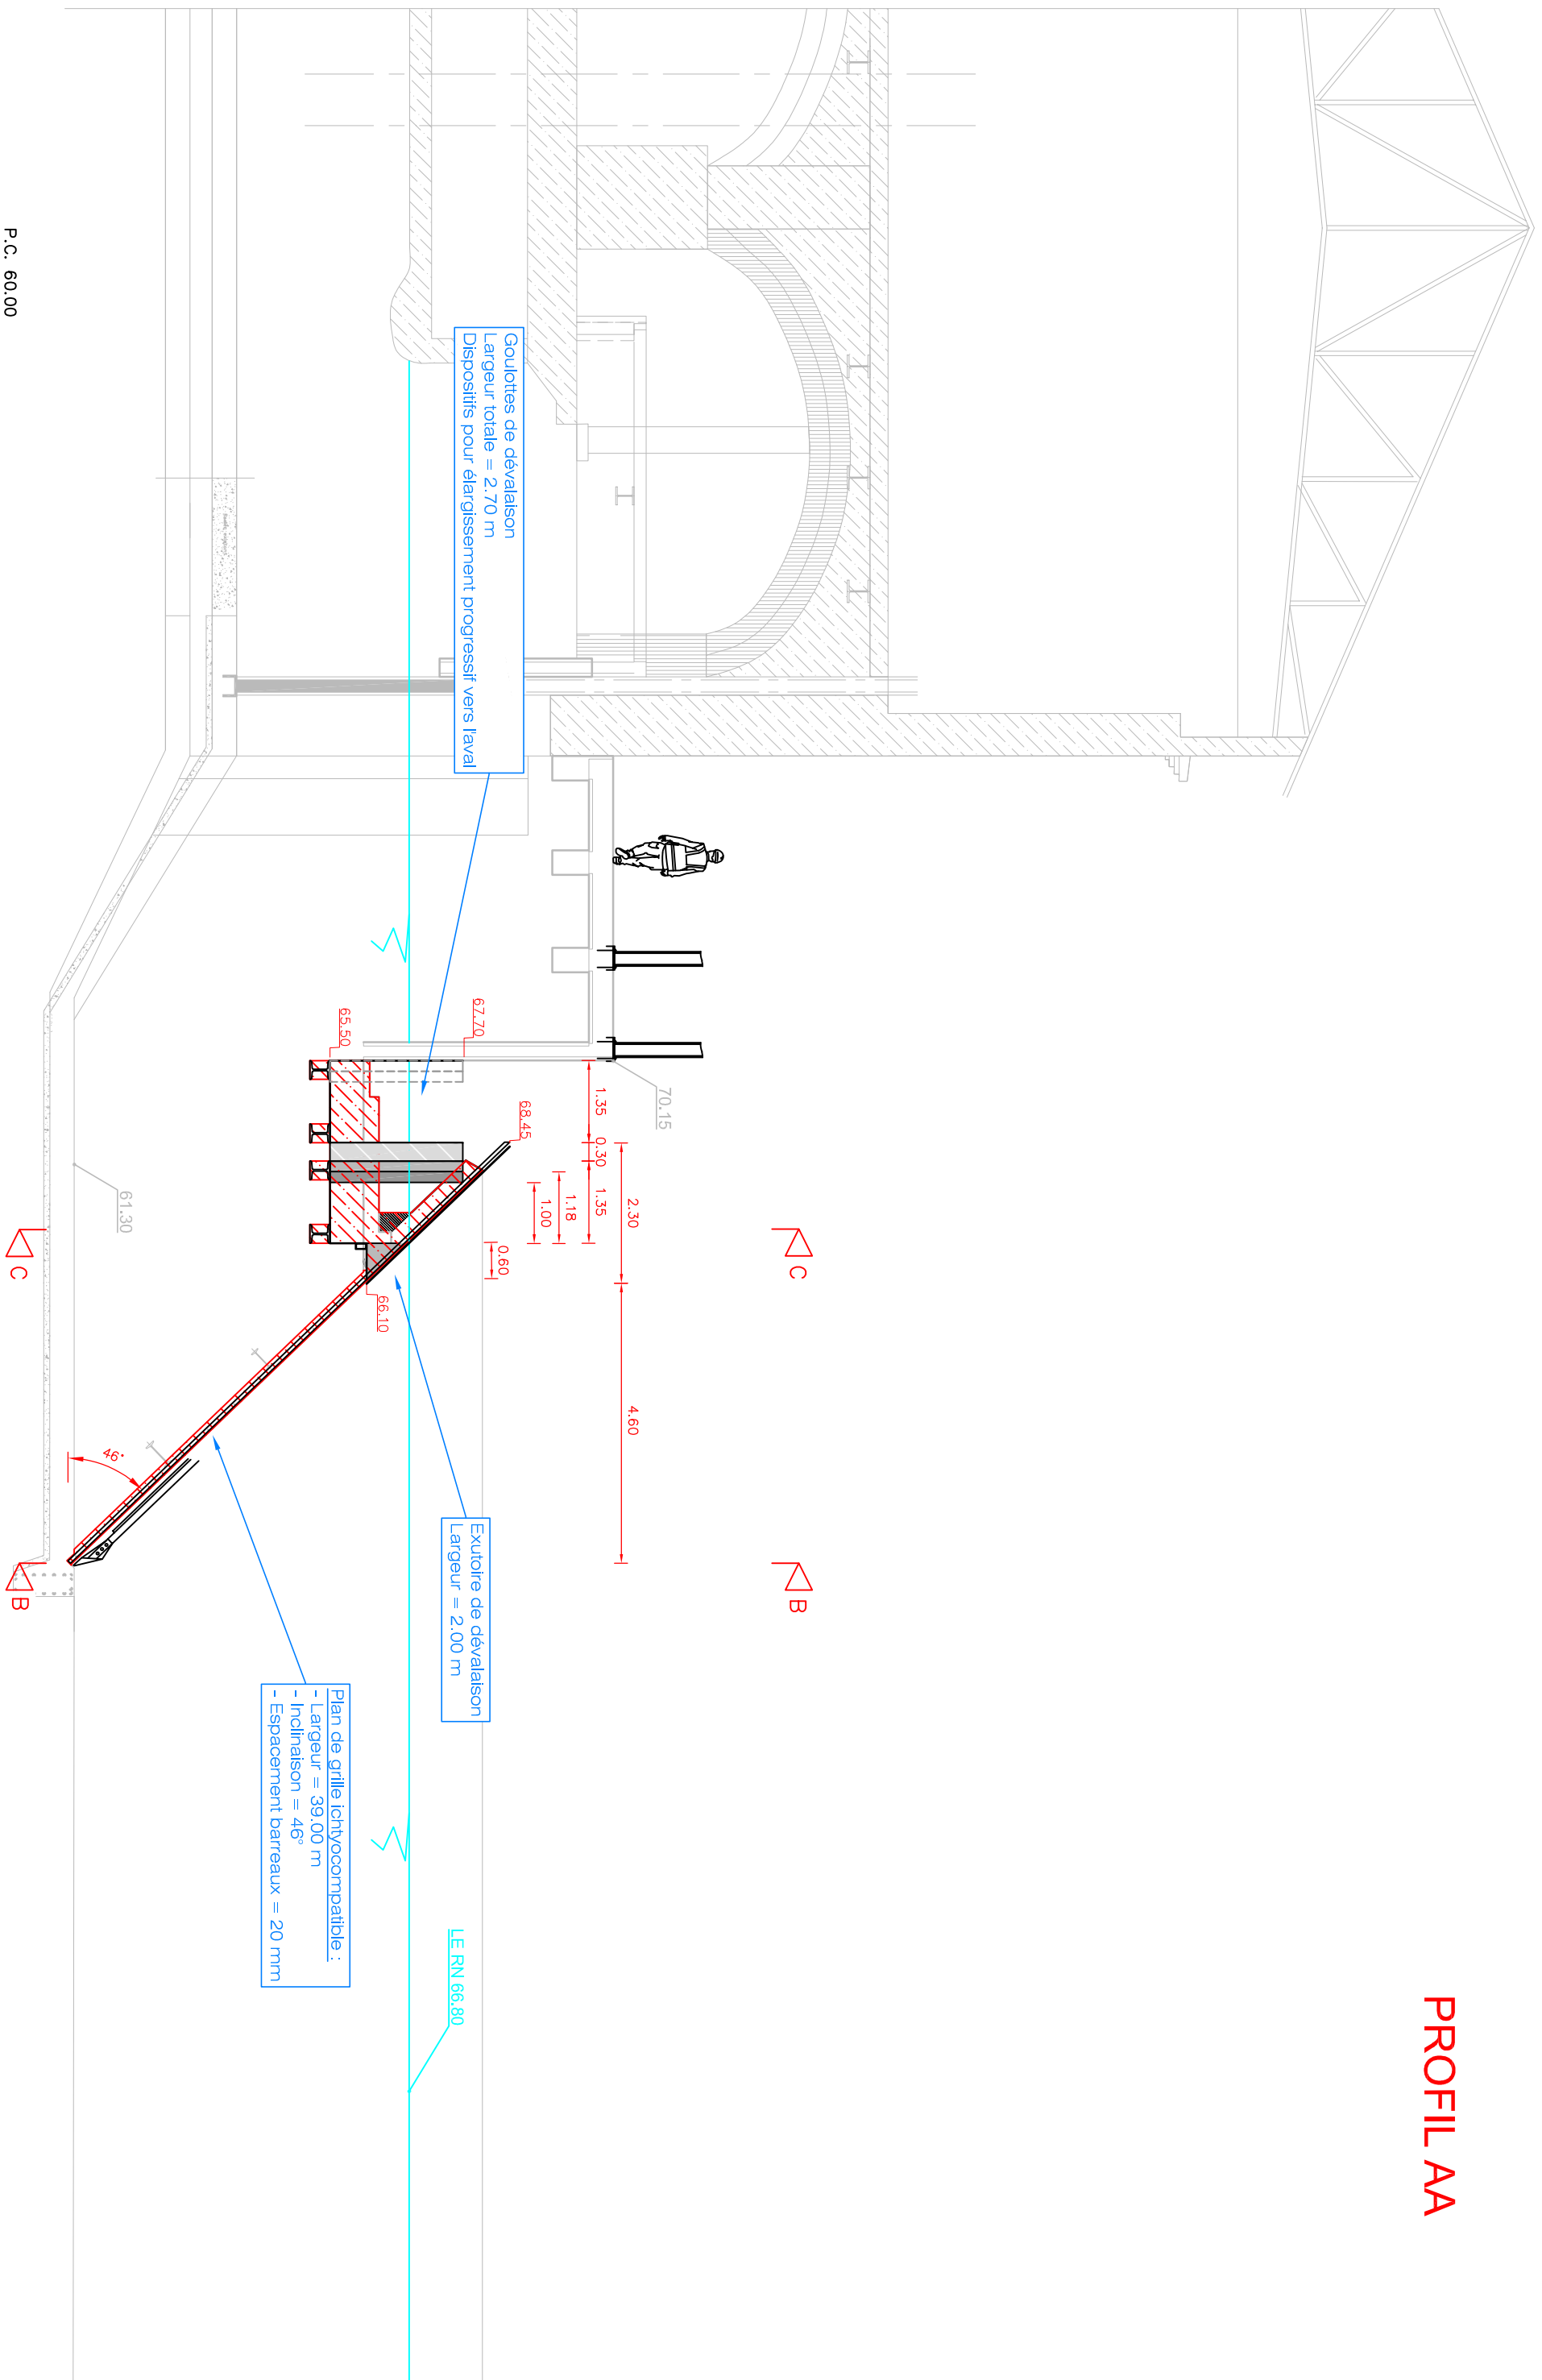 PROFIL AA
C
B
70.15
2.30
4.60
1.35
0.30
1.35
1.18
1.00
0.60
68.45
67.70
65.50
66.10
Goulottes de dévalaison
Largeur totale = 2.70 m
Dispositifs pour élargissement progressif vers l'aval
Exutoire de dévalaison
Largeur = 2.00 m
LE RN 66.80
Plan de grille ichtyocompatible :
- Largeur = 39.00 m
- Inclinaison = 46°
- Espacement barreaux = 20 mm
46°
61.30
C
B
P.C. 60.00